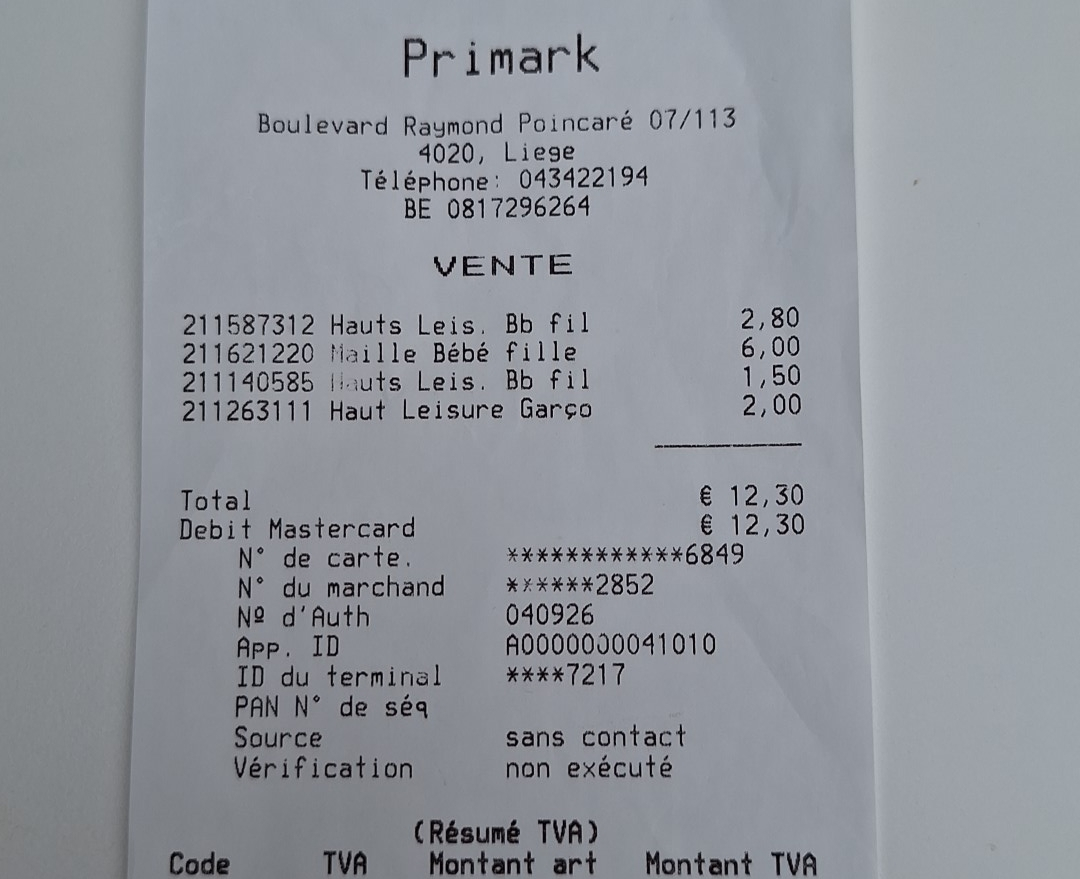 Primark
Boulevard Raymond Poincaré 07/113
4020, Liege
Téléphone: 043422194
BE 0817296264
VENTE
211587312 Hauts Leis. Bb fil 2,80
211621220 Maille Bébé fille 6,00
211140585 Hauts Leis. Bb fil 1,50
211263111 Haut Leisure Garço 2,00
Total € 12,30
Debit Mastercard € 12,30
N° de carte. ************6849
N° du marchand ******2852
Nº d'Auth 040926
App. ID A0000000041010
ID du terminal ****7217
PAN N° de séq
Source sans contact
Vérification non exécuté
(Résumé TVA)
Code TVA Montant art Montant TVA